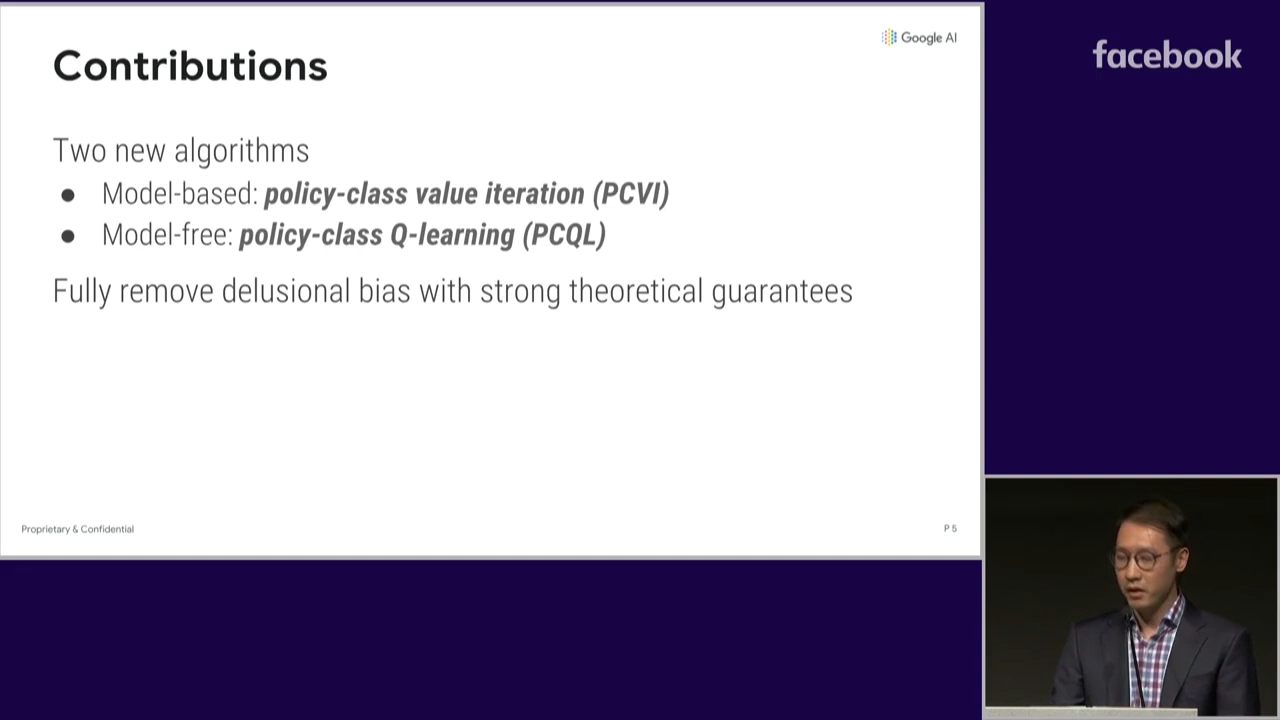 Google AI
Contributions
Two new algorithms
● Model-based: policy-class value iteration (PCVI)
● Model-free: policy-class Q-learning (PCQL)
Fully remove delusional bias with strong theoretical guarantees
Proprietary & Confidential
P 5
facebook